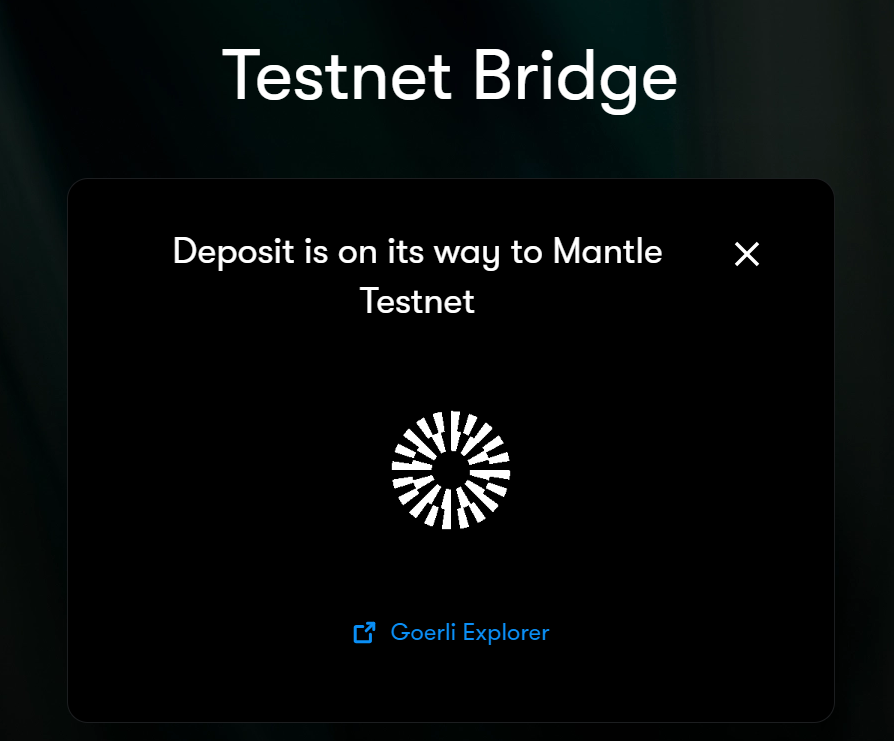 Testnet Bridge
Deposit is on its way to Mantle
Testnet
Goerli Explorer